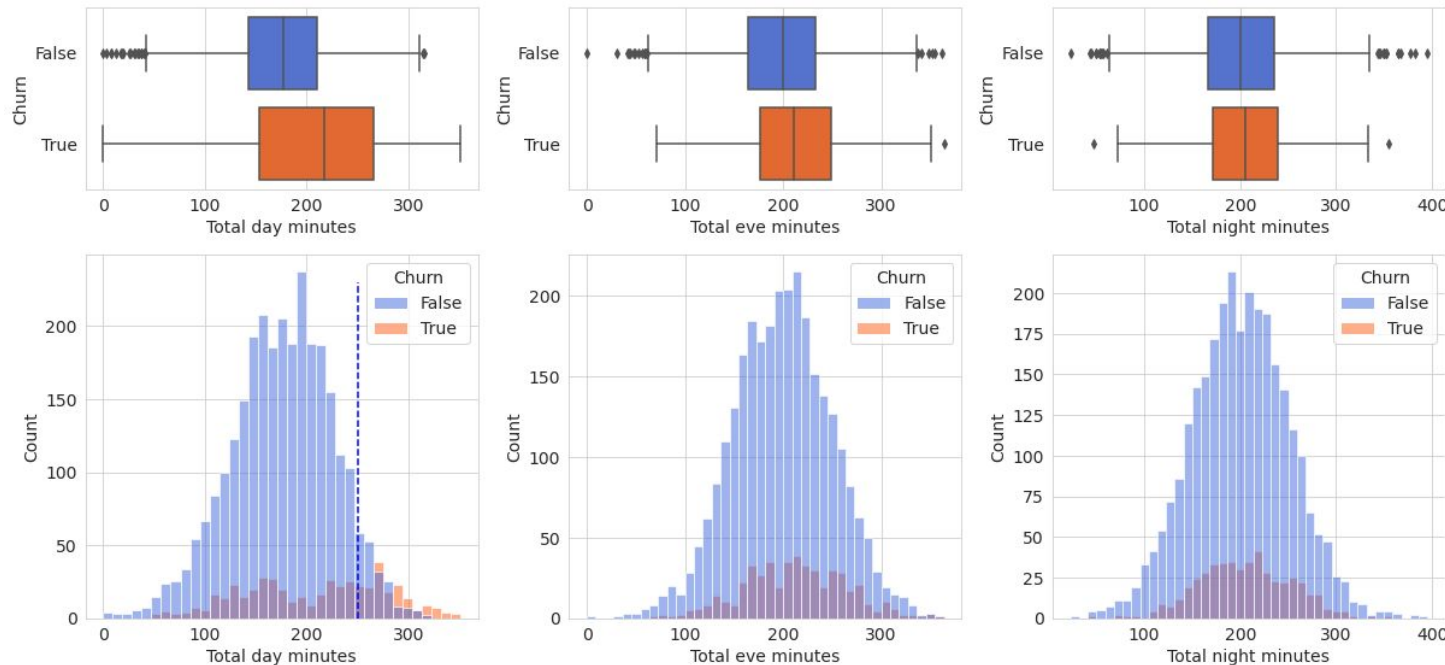 Churn
False
True
0 100 200 300
Total day minutes
Churn
False
True
0 100 200 300
Total eve minutes
Churn
False
True
100 200 300 400
Total night minutes
Count
200
150
100
50
0
Churn
False
True
0 100 200 300
Total day minutes
Count
200
150
100
50
0
Churn
False
True
0 100 200 300
Total eve minutes
Count
200
175
150
125
100
75
50
25
0
Churn
False
True
100 200 300 400
Total night minutes